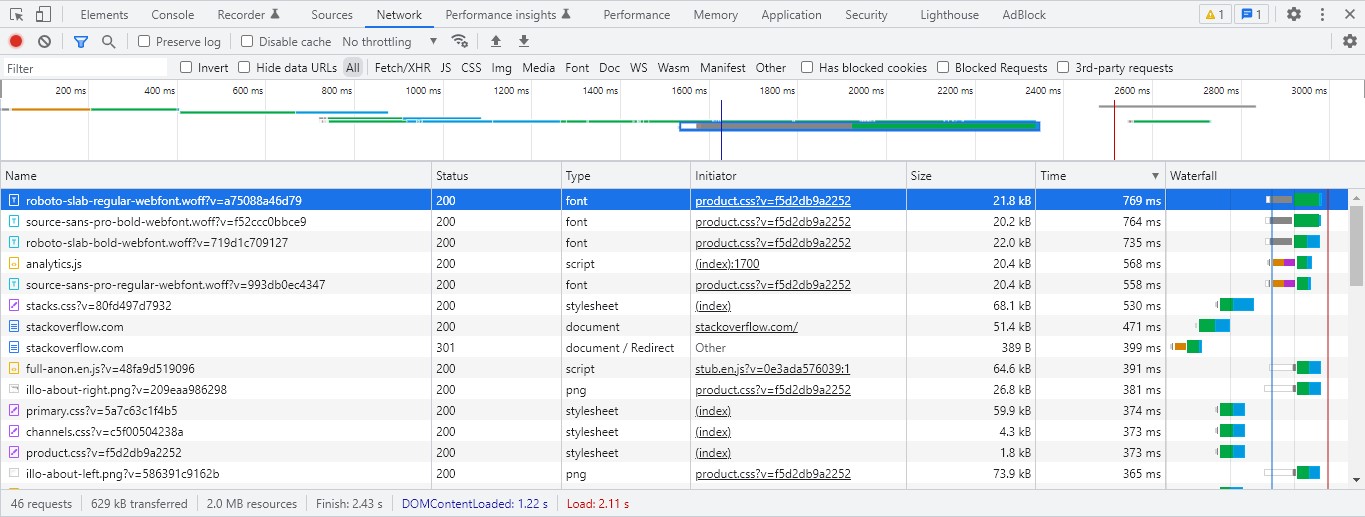 Elements Console Recorder Sources Network Performance insights Performance Memory Application Security Lighthouse AdBlock 1 1
Preserve log Disable cache No throttling
Filter Invert Hide data URLs All Fetch/XHR JS CSS Img Media Font Doc WS Wasm Manifest Other Has blocked cookies Blocked Requests 3rd-party requests
200 ms 400 ms 600 ms 800 ms 1000 ms 1200 ms 1400 ms 1600 ms 1800 ms 2000 ms 2200 ms 2400 ms 2600 ms 2800 ms 3000 ms
Name Status Type Initiator Size Time Waterfall
roboto-slab-regular-webfont.woff?v=a75088a46d79 200 font product.css?v=f5d2db9a2252 21.8 kB 769 ms
source-sans-pro-bold-webfont.woff?v=f52ccc0bbce9 200 font product.css?v=f5d2db9a2252 20.2 kB 764 ms
roboto-slab-bold-webfont.woff?v=719d1c709127 200 font product.css?v=f5d2db9a2252 22.0 kB 735 ms
analytics.js 200 script (index):1700 20.4 kB 568 ms
source-sans-pro-regular-webfont.woff?v=993db0ec4347 200 font product.css?v=f5d2db9a2252 20.4 kB 558 ms
stacks.css?v=80fd497d7932 200 stylesheet (index) 68.1 kB 530 ms
stackoverflow.com 200 document stackoverflow.com/ 51.4 kB 471 ms
stackoverflow.com 301 document / Redirect Other 389 B 399 ms
full-anon.en.js?v=48fa9d519096 200 script stub.en.js?v=0e3ada576039:1 64.6 kB 391 ms
illo-about-right.png?v=209eaa986298 200 png product.css?v=f5d2db9a2252 26.8 kB 381 ms
primary.css?v=5a7c63c1f4b5 200 stylesheet (index) 59.9 kB 374 ms
channels.css?v=c5f00504238a 200 stylesheet (index) 4.3 kB 373 ms
product.css?v=f5d2db9a2252 200 stylesheet (index) 1.8 kB 373 ms
illo-about-left.png?v=586391c9162b 200 png product.css?v=f5d2db9a2252 73.9 kB 365 ms
46 requests 629 kB transferred 2.0 MB resources Finish: 2.43 s DOMContentLoaded: 1.22 s Load: 2.11 s